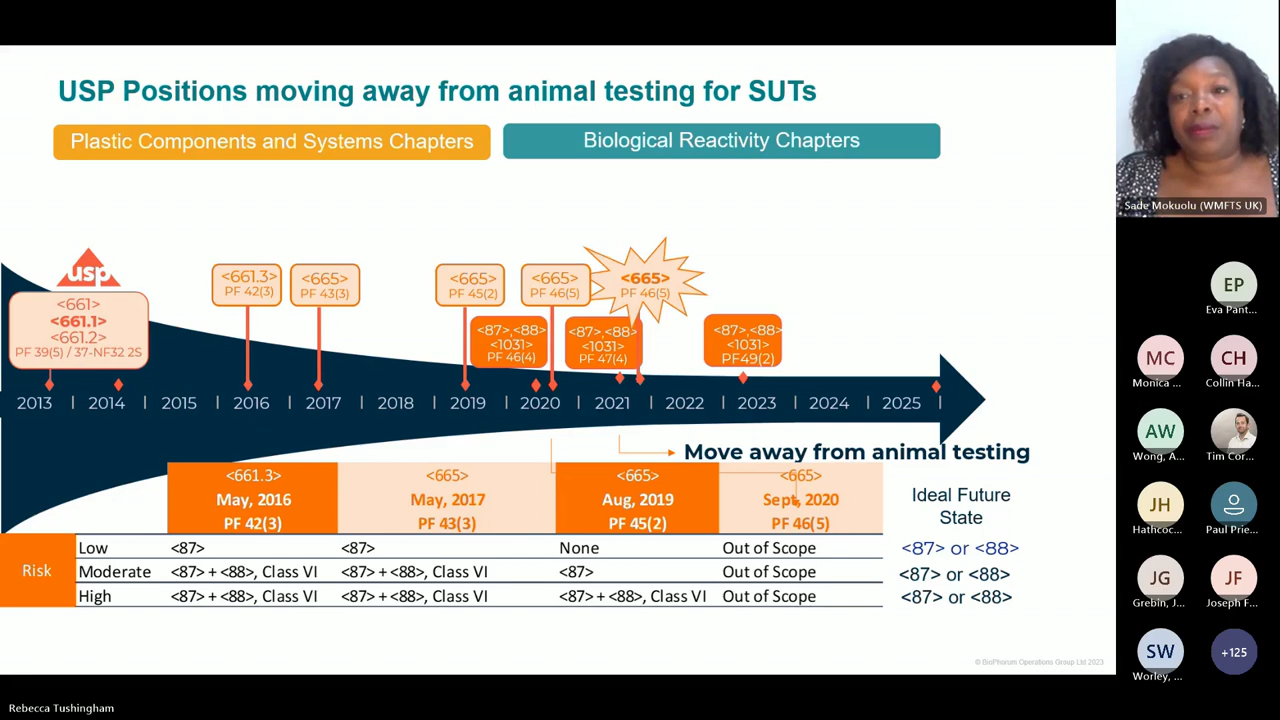 USP Positions moving away from animal testing for SUTs
Plastic Components and Systems Chapters
Biological Reactivity Chapters
usp
<661>
<661.1>
<661.2>
PF 39(5) / 37-NF32 2S
<661.3>
PF 42(3)
<665>
PF 43(3)
<665>
PF 45(2)
<665>
PF 46(5)
<665>
PF 46(5)
<87>,<88>
<1031>
PF 46(4)
<87>,<88>
<1031>
PF 47(4)
<87>,<88>
<1031>
PF49(2)
2013 | 2014 | 2015 | 2016 | 2017 | 2018 | 2019 | 2020 | 2021 | 2022 | 2023 | 2024 | 2025 |
Move away from animal testing
<661.3>
May, 2016
PF 42(3)
<665>
May, 2017
PF 43(3)
<665>
Aug, 2019
PF 45(2)
<665>
Sept, 2020
PF 46(5)
Ideal Future
State
Risk
Low <87> <87> None Out of Scope <87> or <88>
Moderate <87> + <88>, Class VI <87> + <88>, Class VI <87> Out of Scope <87> or <88>
High <87> + <88>, Class VI <87> + <88>, Class VI <87> + <88>, Class VI Out of Scope <87> or <88>
© BioPhorum Operations Group Ltd 2023
Sade Mokuolu (WMFTS UK)
EP
Eva Pant...
MC CH
Monica ... Collin Ha...
AW
Wong, A... Tim Cor...
JH
Hathcoc... Paul Prie...
JG JF
Grebin, J... Joseph F...
SW +125
Worley, ...
Rebecca Tushingham